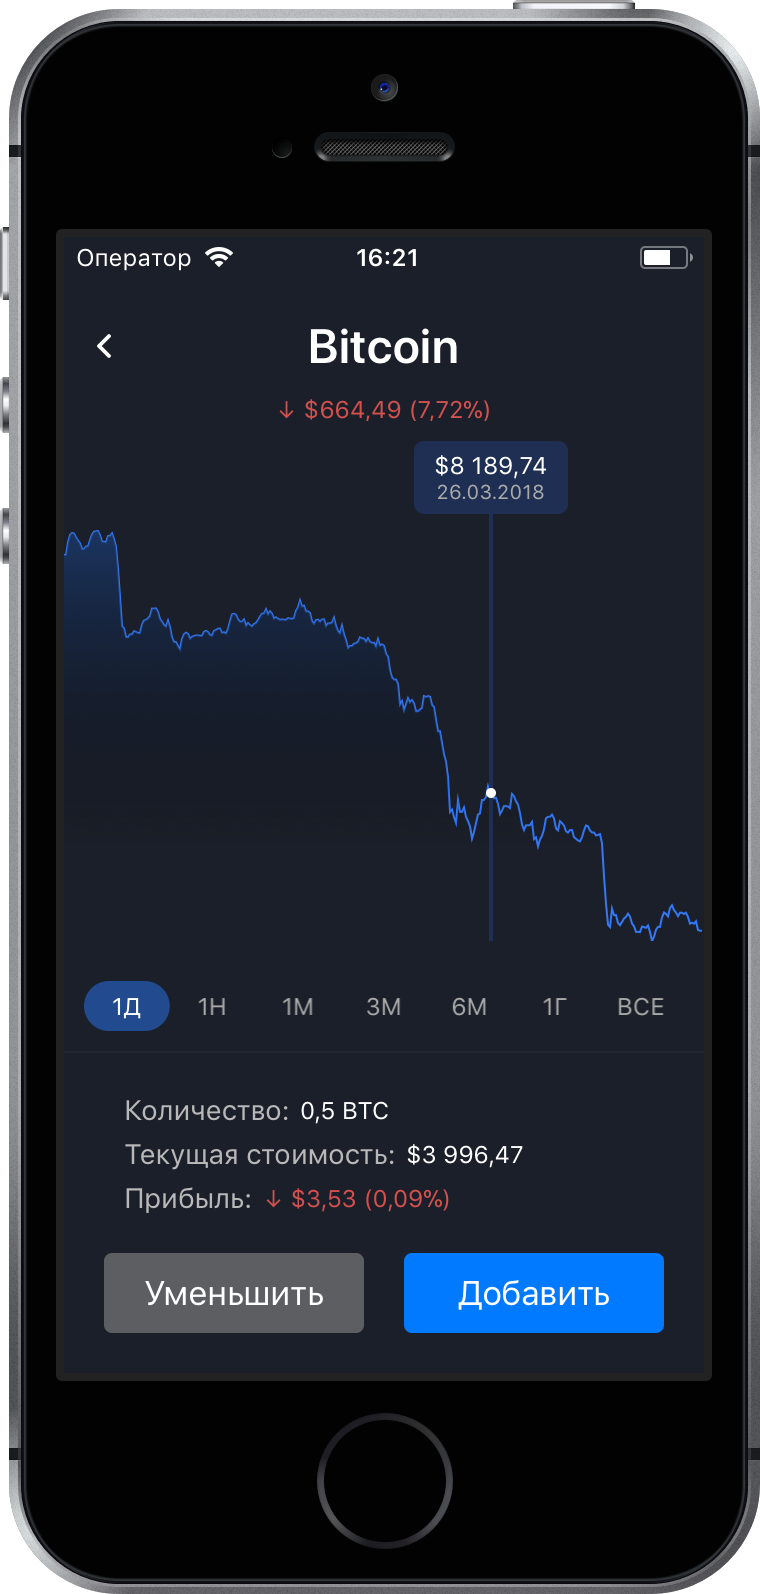 Оператор 16:21
Bitcoin
↓ $664,49 (7,72%)
$8 189,74
26.03.2018
1Д 1Н 1М 3М 6М 1Г ВСЕ
Количество: 0,5 BTC
Текущая стоимость: $3 996,47
Прибыль: ↓ $3,53 (0,09%)
Уменьшить Добавить